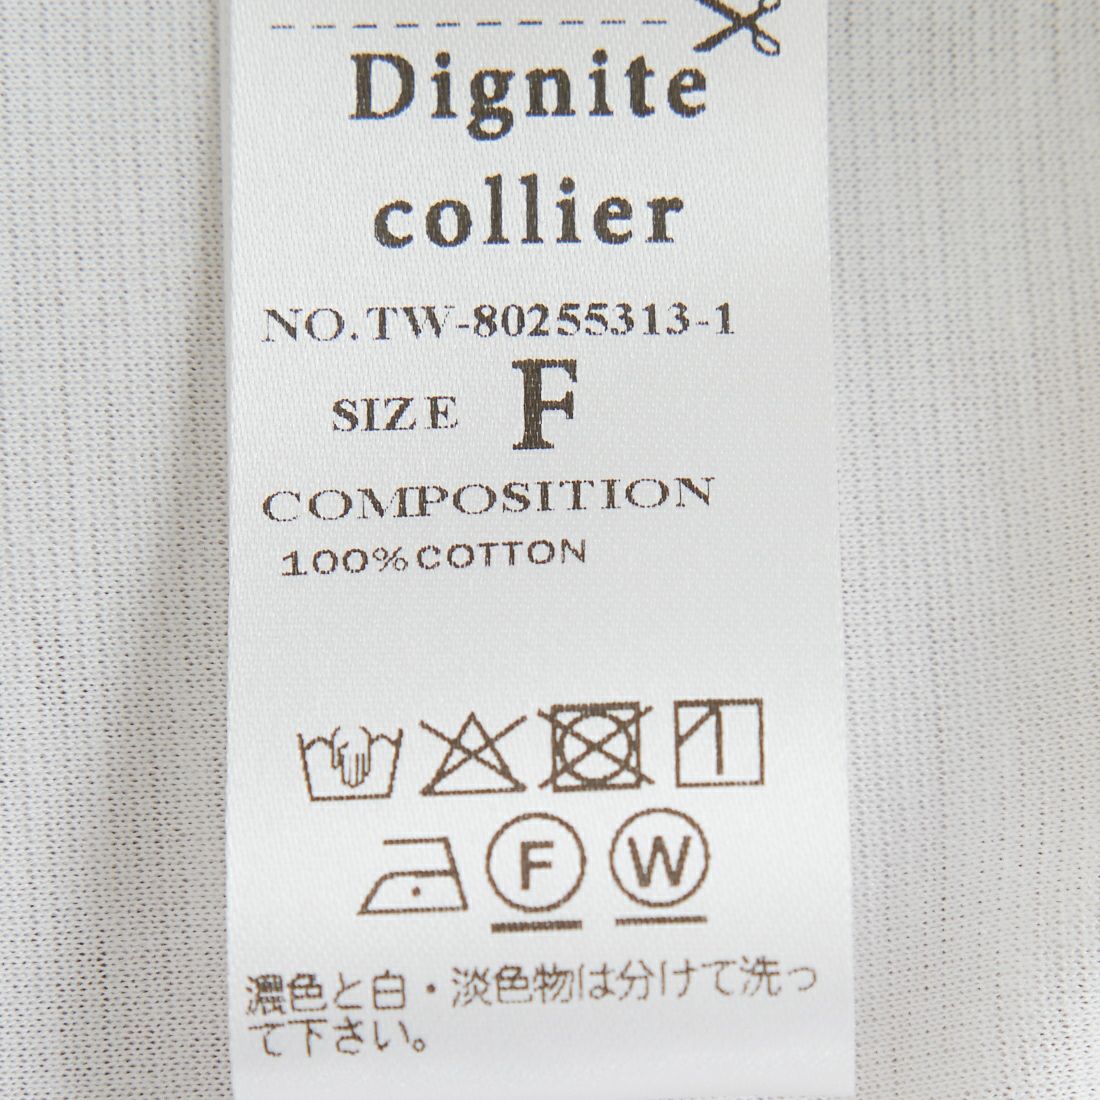 Dignite
collier
NO.TW-80255313-1
SIZE F
COMPOSITION
100%COTTON
F W
濃色と白・淡色物は分けて洗っ
て下さい。